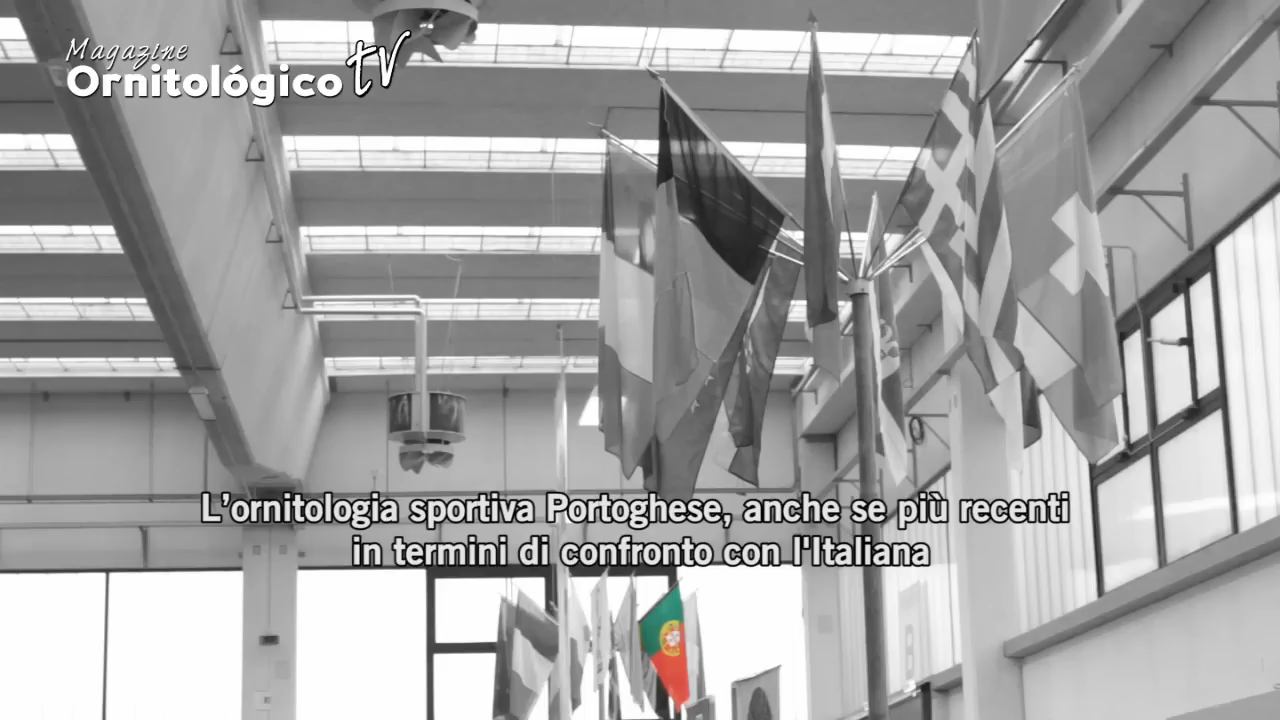 Magazine
Ornitológico tv
L'ornitologia sportiva Portoghese, anche se più recenti
in termini di confronto con l'Italiana